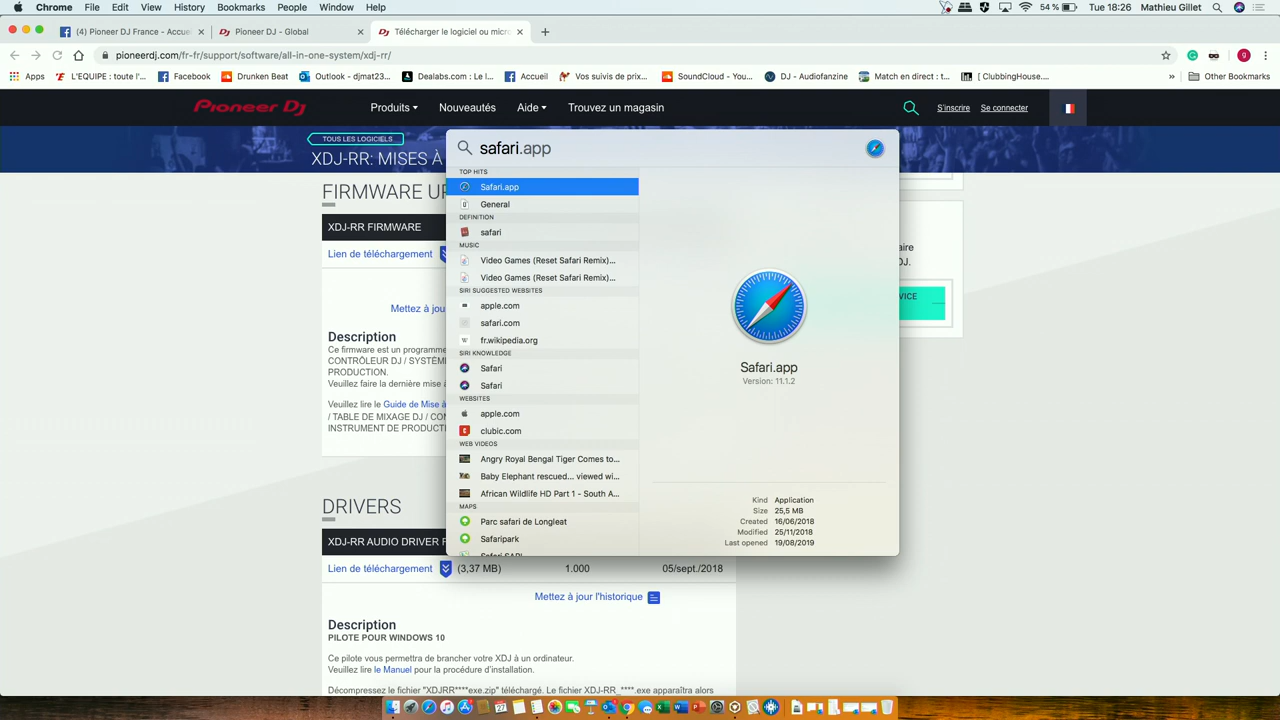 Chrome File Edit View History Bookmarks People Window Help 54 % Tue 18:26 Mathieu Gillet
(4) Pioneer DJ France - Accue Pioneer DJ - Global Télécharger le logiciel ou micro
pioneerdj.com/fr-fr/support/software/all-in-one-system/xdj-rr/
Apps L'EQUIPE : toute l'... Facebook Drunken Beat Outlook - djmat23... Dealabs.com : Le l... Accueil Vos suivis de prix... SoundCloud - You... DJ - Audiofanzine Match en direct : t... [ ClubbingHouse.... » Other Bookmarks
Pioneer Dj Produits Nouveautés Aide Trouvez un magasin S'inscrire Se connecter
TOUS LES LOGICIELS
XDJ-RR: MISES À
safari.app
FIRMWARE UP
XDJ-RR FIRMWARE
Lien de téléchargement
Mettez à jou
Description
Ce firmware est un programme
CONTRÔLEUR DJ / SYSTÈM
PRODUCTION.
Veuillez faire la dernière mise à
Veuillez lire le Guide de Mise à
/ TABLE DE MIXAGE DJ / CON
INSTRUMENT DE PRODUCT
TOP HITS
Safari.app
General
DEFINITION
safari
MUSIC
Video Games (Reset Safari Remix)...
Video Games (Reset Safari Remix)...
SIRI SUGGESTED WEBSITES
apple.com
safari.com
fr.wikipedia.org
SIRI KNOWLEDGE
Safari
Safari
WEBSITES
apple.com
clubic.com
WEB VIDEOS
Angry Royal Bengal Tiger Comes to...
Baby Elephant rescued... viewed wi...
African Wildlife HD Part 1 - South A...
MAPS
Parc safari de Longleat
Safaripark
Safari SARL
Safari.app
Version: 11.1.2
Kind Application
Size 25,5 MB
Created 16/06/2018
Modified 25/11/2018
Last opened 19/08/2019
aire
DJ.
VICE
DRIVERS
XDJ-RR AUDIO DRIVER F
Lien de téléchargement (3,37 MB) 1.000 05/sept./2018
Mettez à jour l'historique
Description
PILOTE POUR WINDOWS 10
Ce pilote vous permettra de brancher votre XDJ à un ordinateur.
Veuillez lire le Manuel pour la procédure d'installation.
Décompressez le fichier "XDJRR****exe.zip" téléchargé. Le fichier XDJ-RR_****.exe apparaîtra alors